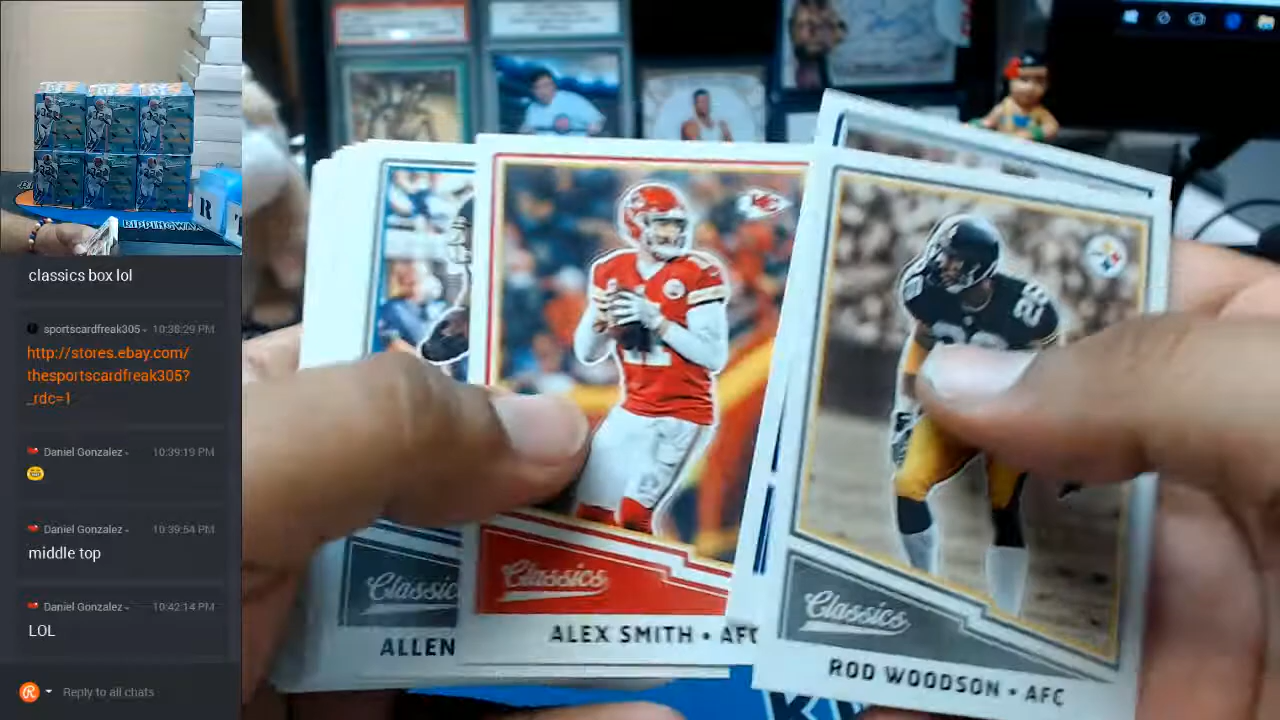 RIPPINGWAX
R
classics box lol
sportscardfreak305 10:38:29 PM
http://stores.ebay.com/
thesportscardfreak305?
_rdc=1
Daniel Gonzalez 10:39:19 PM
Daniel Gonzalez 10:39:54 PM
middle top
Daniel Gonzalez 10:42:14 PM
LOL
Reply to all chats
Classic
ALLEN
Classics
ALEX SMITH • AFC
Classics
ROD WOODSON • AFC